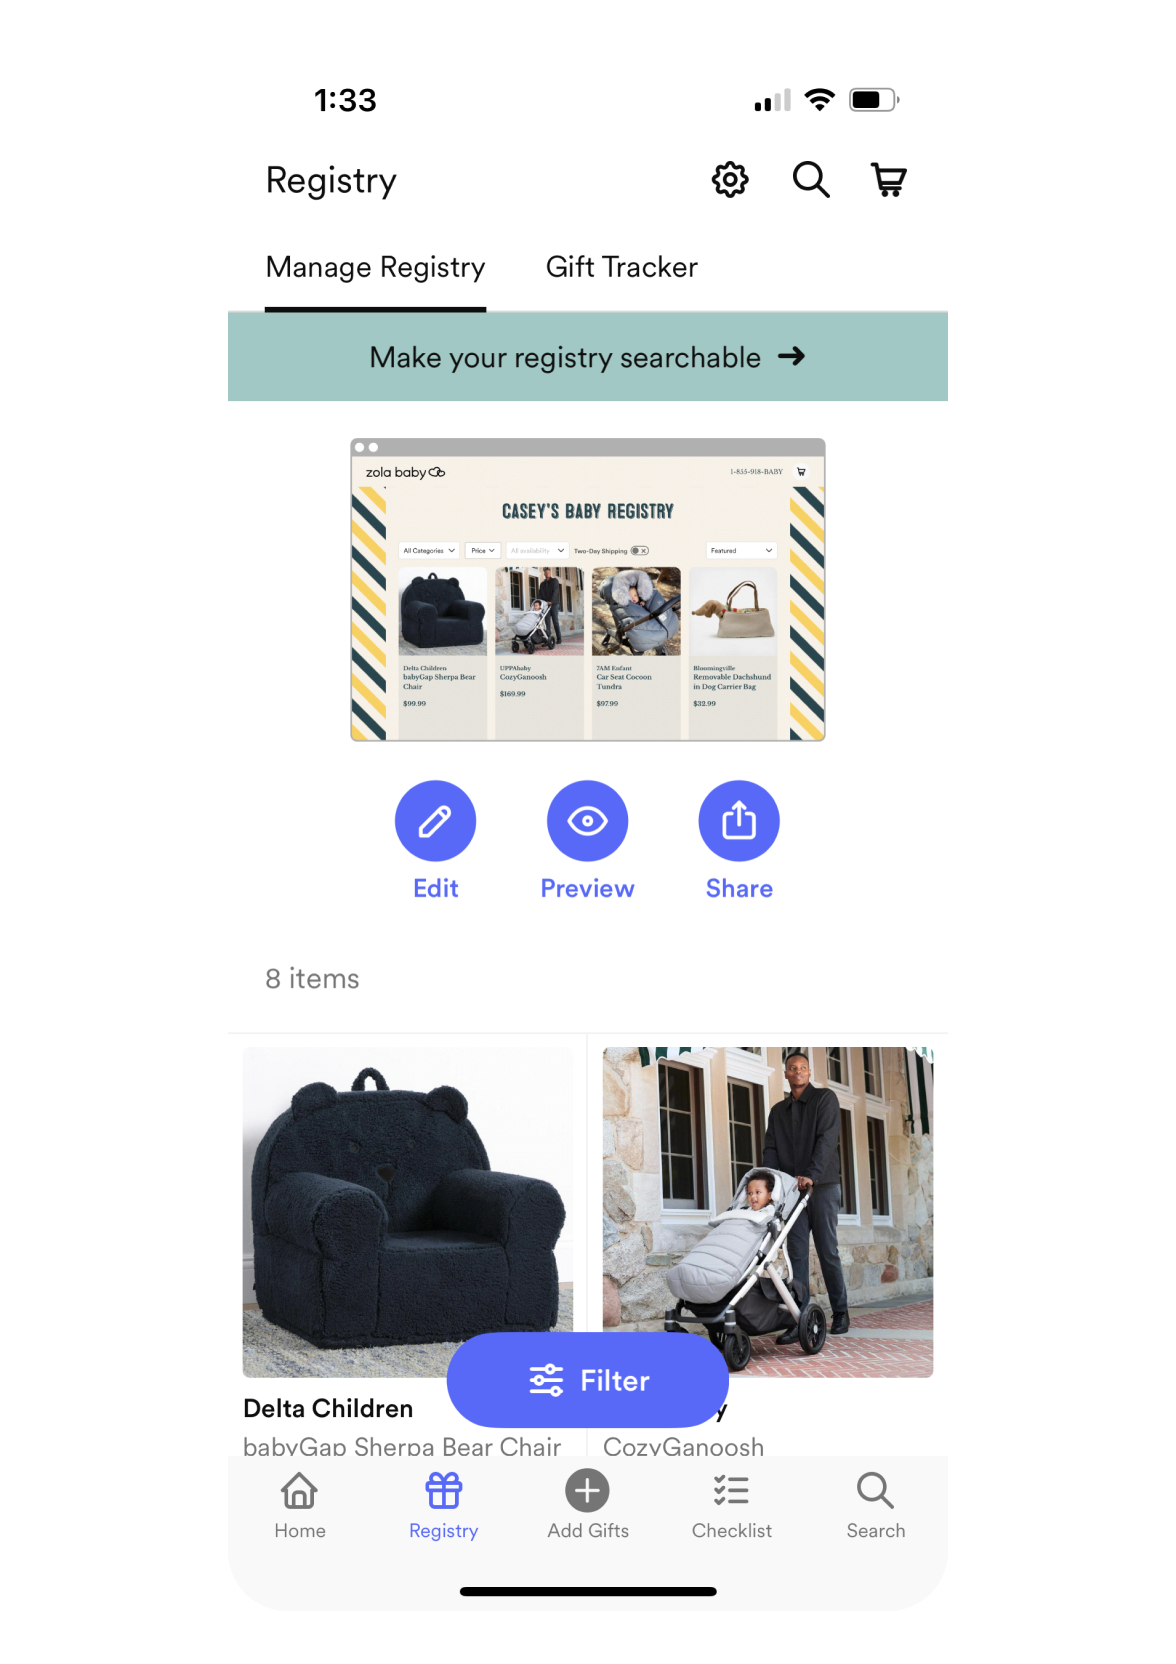 1:33
Registry
Manage Registry
Gift Tracker
Make your registry searchable →
zola baby
1-855-918-BABY
CASEY'S BABY REGISTRY
All Categories
Price
All availability
Two-Day Shipping
Featured
Delta Children
babyGap Sherpa Bear
Chair
$99.99
UPPAbaby
CozyGanoosh
$169.99
7AM Enfant
Car Seat Cocoon
Tundra
$97.99
Bloomingville
Removable Dachshund
in Dog Carrier Bag
$32.99
Edit
Preview
Share
8 items
Filter
Delta Children
y
babyGap Sherpa Bear Chair
CozyGanoosh
Home
Registry
Add Gifts
Checklist
Search